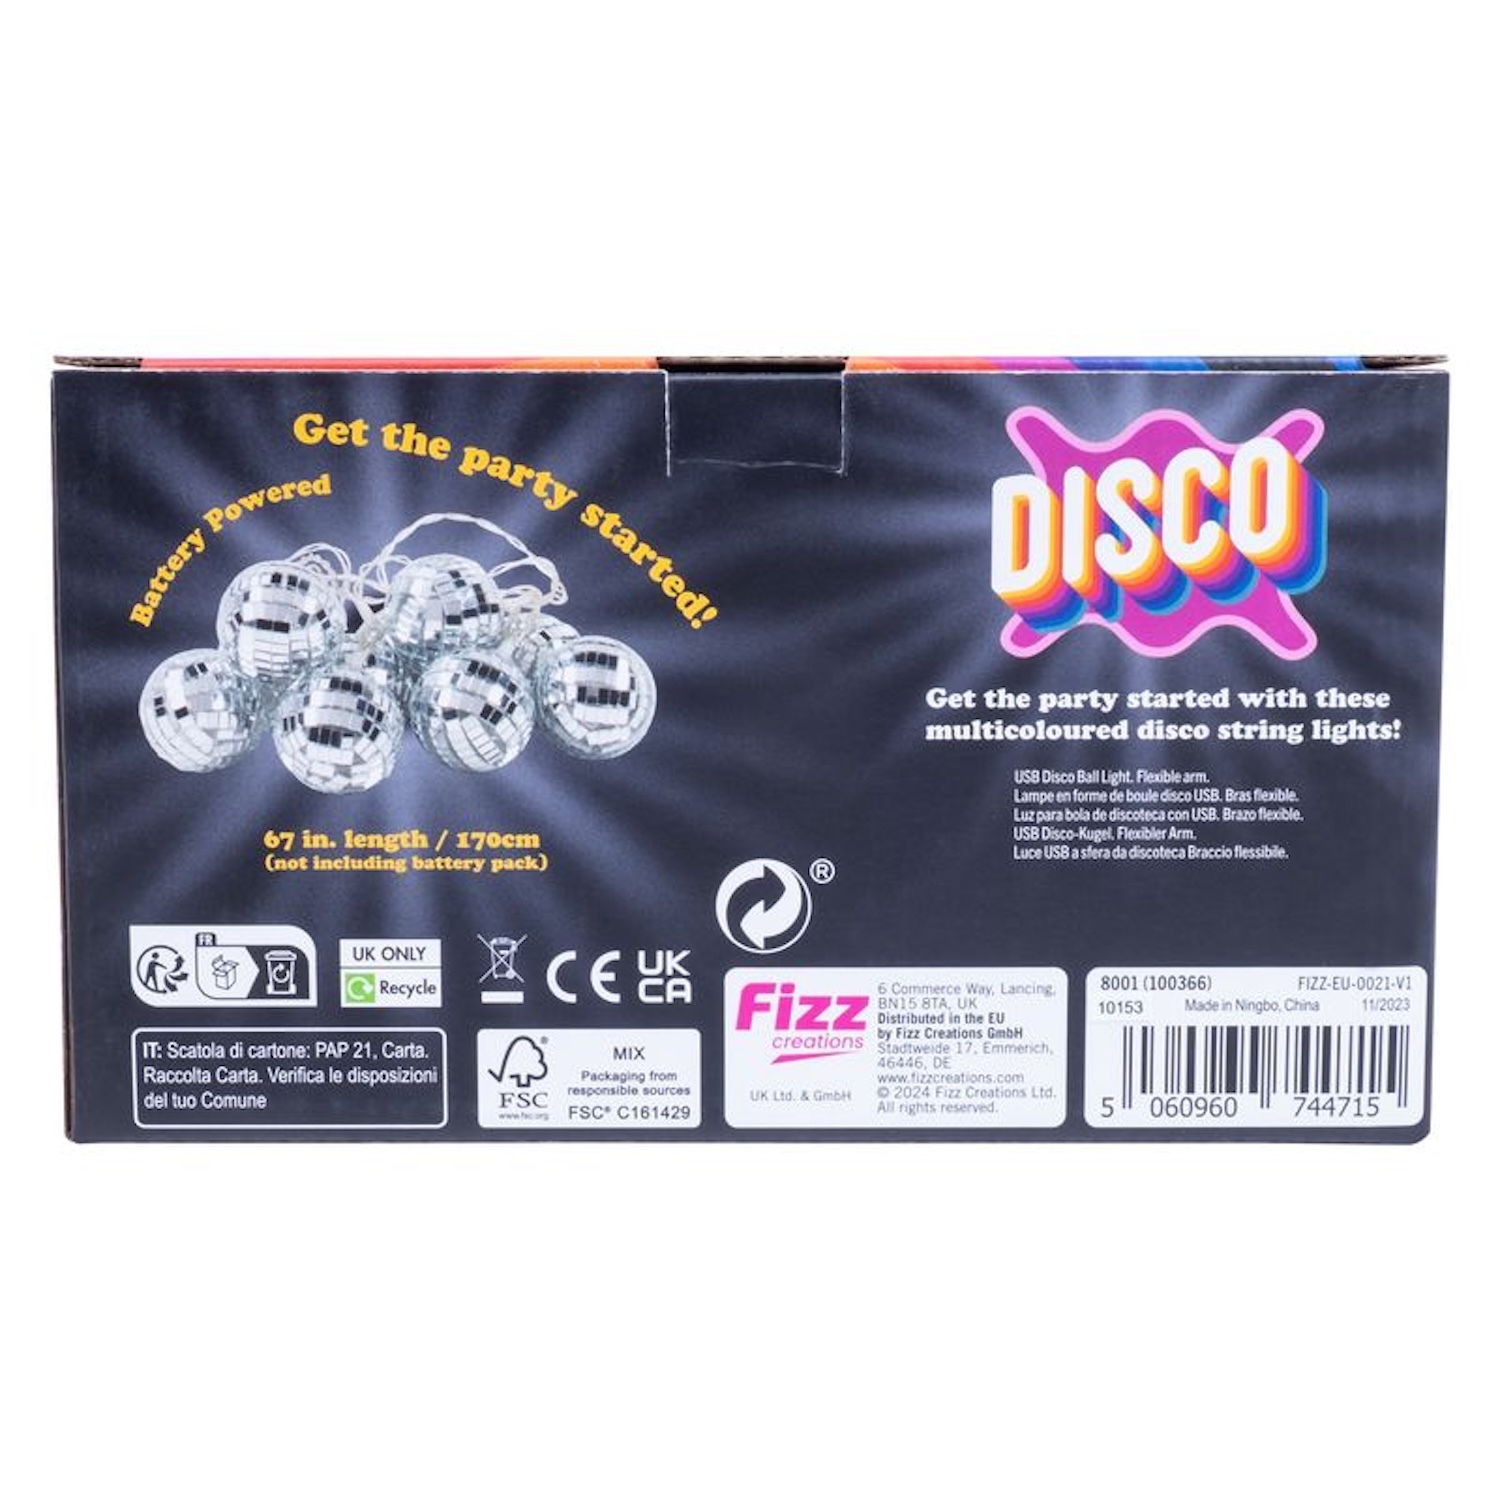 Get the party started!
Battery Powered
67 in. length / 170cm
(not including battery pack)
DISCO
Get the party started with these
multicoloured disco string lights!
USB Disco Ball Light. Flexible arm.
Lampe en forme de boule disco USB. Bras flexible.
Luz para bola de discoteca con USB. Brazo flexible.
USB Disco-Kugel. Flexibler Arm.
Luce USB a sfera da discoteca Braccio flessibile.
FR
UK ONLY
Recycle
CE
UK
CA
®
IT: Scatola di cartone: PAP 21, Carta.
Raccolta Carta. Verifica le disposizioni
del tuo Comune
FSC
www.fsc.org
MIX
Packaging from
responsible sources
FSC® C161429
Fizz
creations
UK Ltd. & GmbH
6 Commerce Way, Lancing,
BN15 8TA, UK
Distributed in the EU
by Fizz Creations GmbH
Stadtweide 17, Emmerich,
46446, DE
www.fizzcreations.com
© 2024 Fizz Creations Ltd.
All rights reserved.
8001 (100366) FIZZ-EU-0021-V1
10153 Made in Ningbo, China 11/2023
5 060960 744715